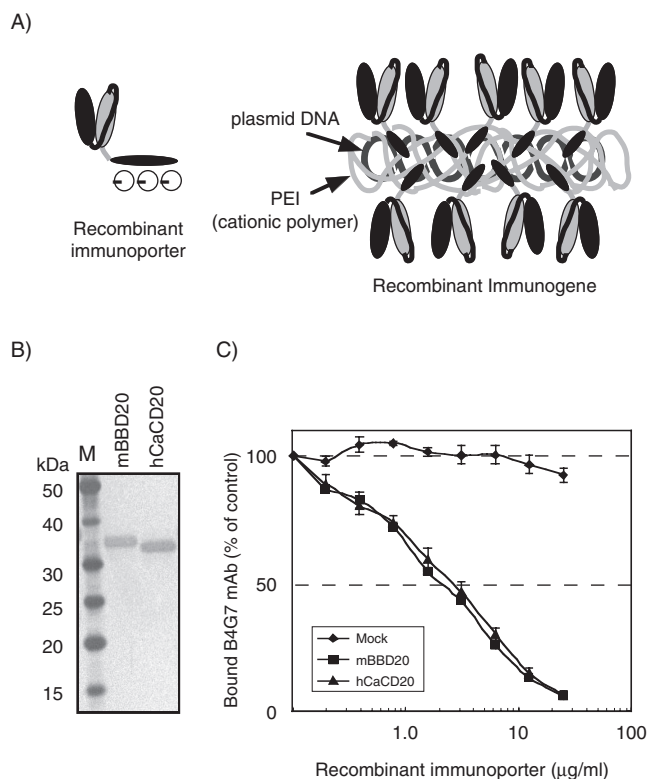 A)
plasmid DNA
PEI
(cationic polymer)
Recombinant
immunoporter
Recombinant Immunogene
B)
C)
kDa
M
mBBD20
hCaCD20
50
40
30
25
20
15
Bound B4G7 mAb (% of control)
100
50
0
Mock
mBBD20
hCaCD20
1.0
10
100
Recombinant immunoporter (μg/ml)